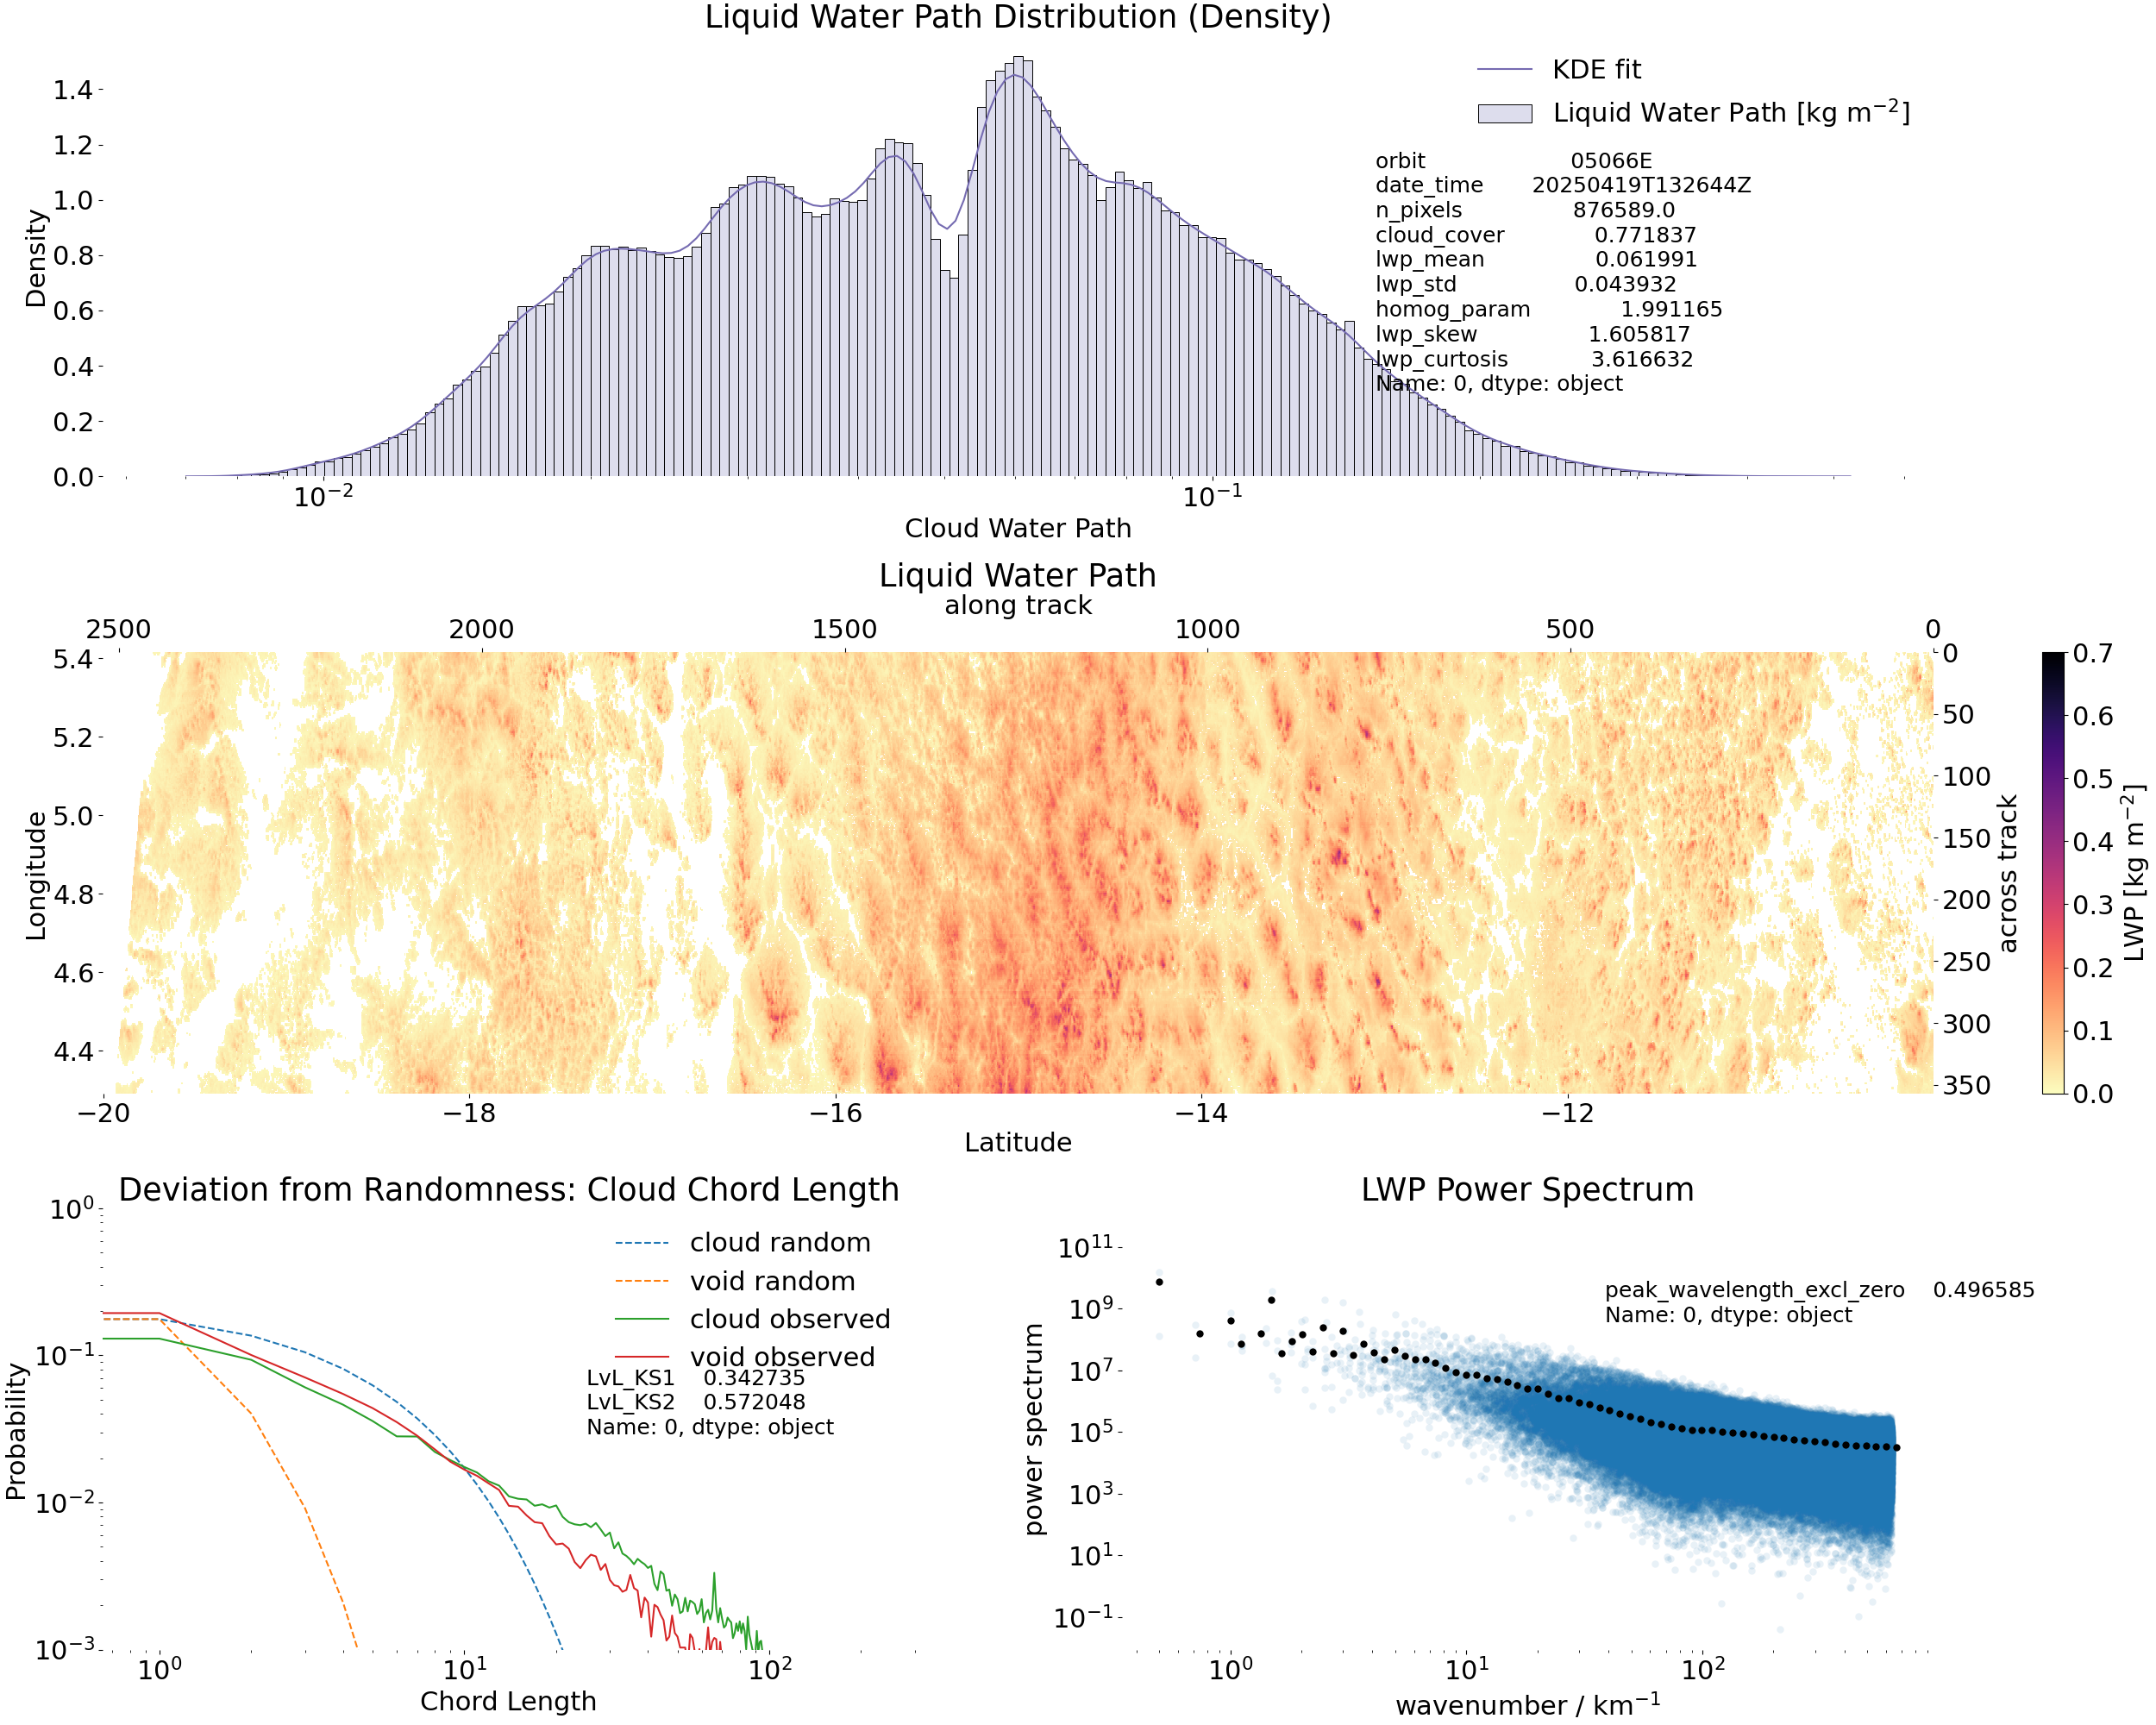 Liquid Water Path Distribution (Density)
1.4
1.2
1.0
0.8
0.6
0.4
0.2
0.0
Density
KDE fit
Liquid Water Path [kg m⁻²]
orbit 05066E
date_time 20250419T132644Z
n_pixels 876589.0
cloud_cover 0.771837
lwp_mean 0.061991
lwp_std 0.043932
homog_param 1.991165
lwp_skew 1.605817
lwp_curtosis 3.616632
Name: 0, dtype: object
10⁻² 10⁻¹
Cloud Water Path
Liquid Water Path
along track
2500 2000 1500 1000 500 0
5.4
5.2
5.0
4.8
4.6
4.4
Longitude
0
50
100
150
200
250
300
350
across track
−20 −18 −16 −14 −12
Latitude
0.7
0.6
0.5
0.4
0.3
0.2
0.1
0.0
LWP [kg m⁻²]
Deviation from Randomness: Cloud Chord Length
10⁰
10⁻¹
10⁻²
10⁻³
Probability
cloud random
void random
cloud observed
void observed
LvL_KS1 0.342735
LvL_KS2 0.572048
Name: 0, dtype: object
10⁰ 10¹ 10²
Chord Length
LWP Power Spectrum
10¹¹
10⁹
10⁷
10⁵
10³
10¹
10⁻¹
power spectrum
peak_wavelength_excl_zero 0.496585
Name: 0, dtype: object
10⁰ 10¹ 10²
wavenumber / km⁻¹